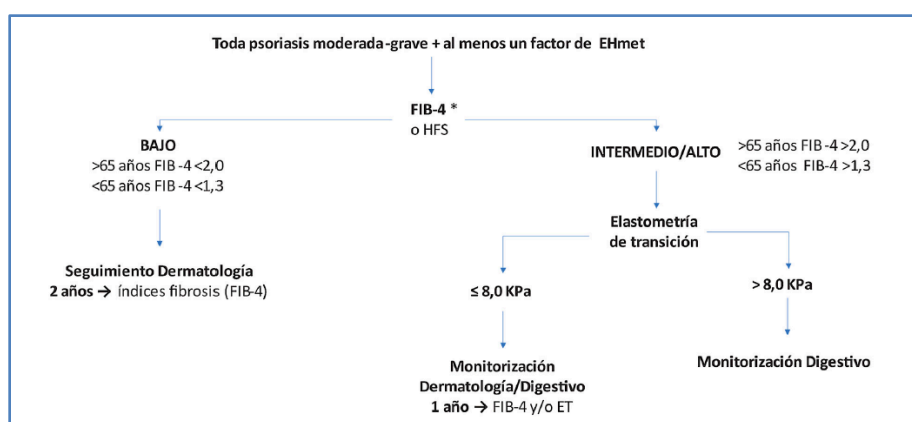 Toda psoriasis moderada-grave + al menos un factor de EHmet
FIB-4 *
o HFS
BAJO
>65 años FIB-4 <2,0
<65 años FIB-4 <1,3
INTERMEDIO/ALTO
>65 años FIB-4 >2,0
<65 años FIB-4 >1,3
Elastometría
de transición
Seguimiento Dermatología
2 años → índices fibrosis (FIB-4)
≤ 8,0 KPa
> 8,0 KPa
Monitorización
Dermatología/Digestivo
1 año → FIB-4 y/o ET
Monitorización Digestivo